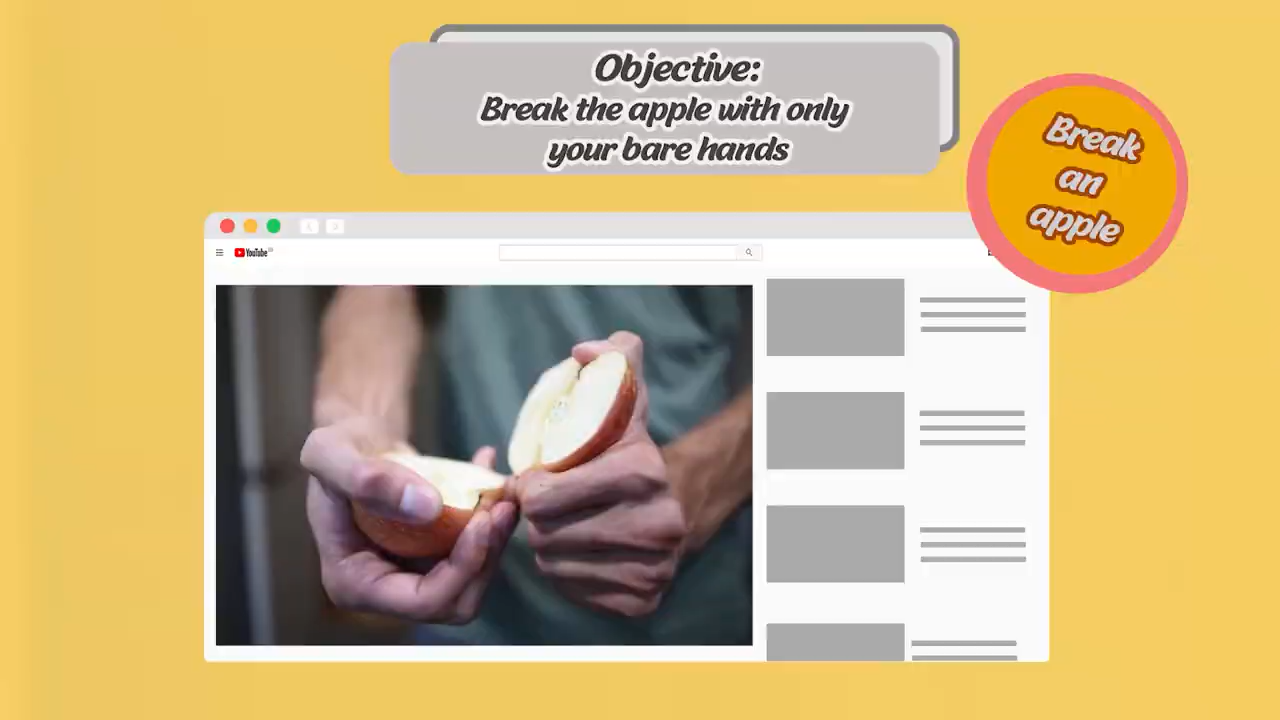 Objective:
Break the apple with only
your bare hands
Break
an
apple
YouTube